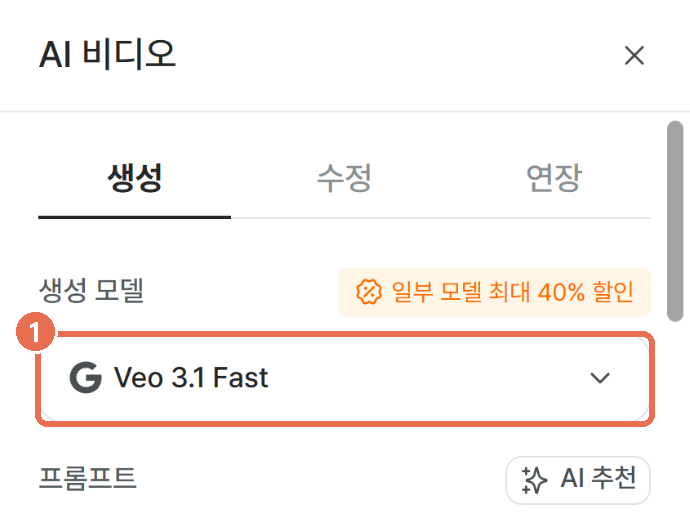 AI 비디오
생성 수정 연장
생성 모델 일부 모델 최대 40% 할인
1
Veo 3.1 Fast
프롬프트 AI 추천